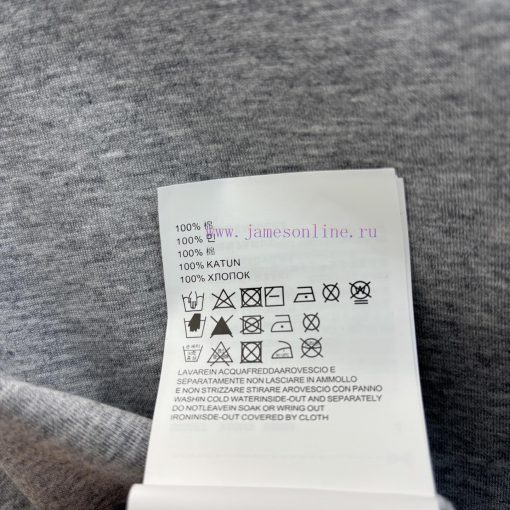 100% 棉
www.jamesonline.ru
100% 면
100% 棉
100% KATUN
100% ХЛОПОК
LAVAREIN ACQUAFREDDAAROVESCIO E
SEPARATAMENTE NON LASCIARE IN AMMOLLO
E NON STRIZZARE STIRARE AROVESCIO CON PANNO
WASHIN COLD WATERINSIDE-OUT AND SEPARATELY
DO NOTLEAVEIN SOAK OR WRING OUT
IRONINISDE-OUT COVERED BY CLOTH